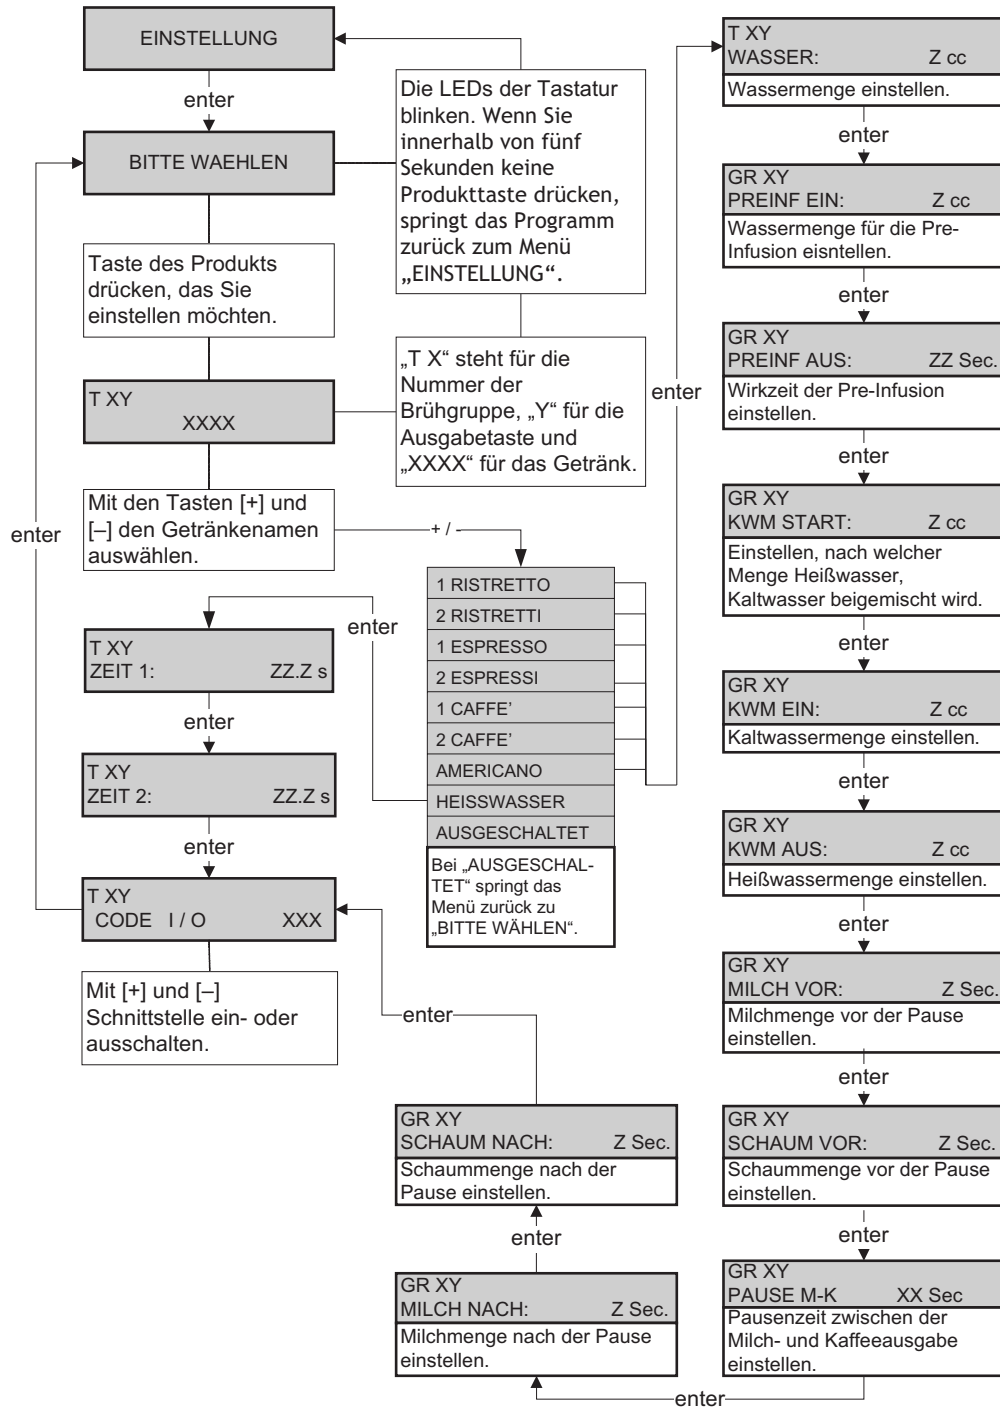 EINSTELLUNG
enter
BITTE WAEHLEN
Die LEDs der Tastatur
blinken. Wenn Sie
innerhalb von fünf
Sekunden keine
Produkttaste drücken,
springt das Programm
zurück zum Menü
„EINSTELLUNG“.
Taste des Produkts
drücken, das Sie
einstellen möchten.
T XY
XXXX
„T X“ steht für die
Nummer der
Brühgruppe, „Y“ für die
Ausgabetaste und
„XXXX“ für das Getränk.
Mit den Tasten [+] und
[–] den Getränkenamen
auswählen.
+ / -
1 RISTRETTO
2 RISTRETTI
1 ESPRESSO
2 ESPRESSI
1 CAFFE’
2 CAFFE’
AMERICANO
HEISSWASSER
AUSGESCHALTET
Bei „AUSGESCHAL-
TET“ springt das
Menü zurück zu
„BITTE WÄHLEN“.
enter
T XY
ZEIT 1: ZZ.Z s
enter
T XY
ZEIT 2: ZZ.Z s
enter
T XY
CODE I / O XXX
Mit [+] und [–]
Schnittstelle ein- oder
ausschalten.
enter
enter
T XY
WASSER: Z cc
Wassermenge einstellen.
enter
GR XY
PREINF EIN: Z cc
Wassermenge für die Pre-
Infusion eisntellen.
enter
GR XY
PREINF AUS: ZZ Sec.
Wirkzeit der Pre-Infusion
einstellen.
enter
GR XY
KWM START: Z cc
Einstellen, nach welcher
Menge Heißwasser,
Kaltwasser beigemischt wird.
enter
GR XY
KWM EIN: Z cc
Kaltwassermenge einstellen.
enter
GR XY
KWM AUS: Z cc
Heißwassermenge einstellen.
enter
GR XY
MILCH VOR: Z Sec.
Milchmenge vor der Pause
einstellen.
enter
GR XY
SCHAUM VOR: Z Sec.
Schaummenge vor der Pause
einstellen.
enter
GR XY
PAUSE M-K XX Sec
Pausenzeit zwischen der
Milch- und Kaffeeausgabe
einstellen.
enter
GR XY
MILCH NACH: Z Sec.
Milchmenge nach der Pause
einstellen.
enter
GR XY
SCHAUM NACH: Z Sec.
Schaummenge nach der
Pause einstellen.
enter